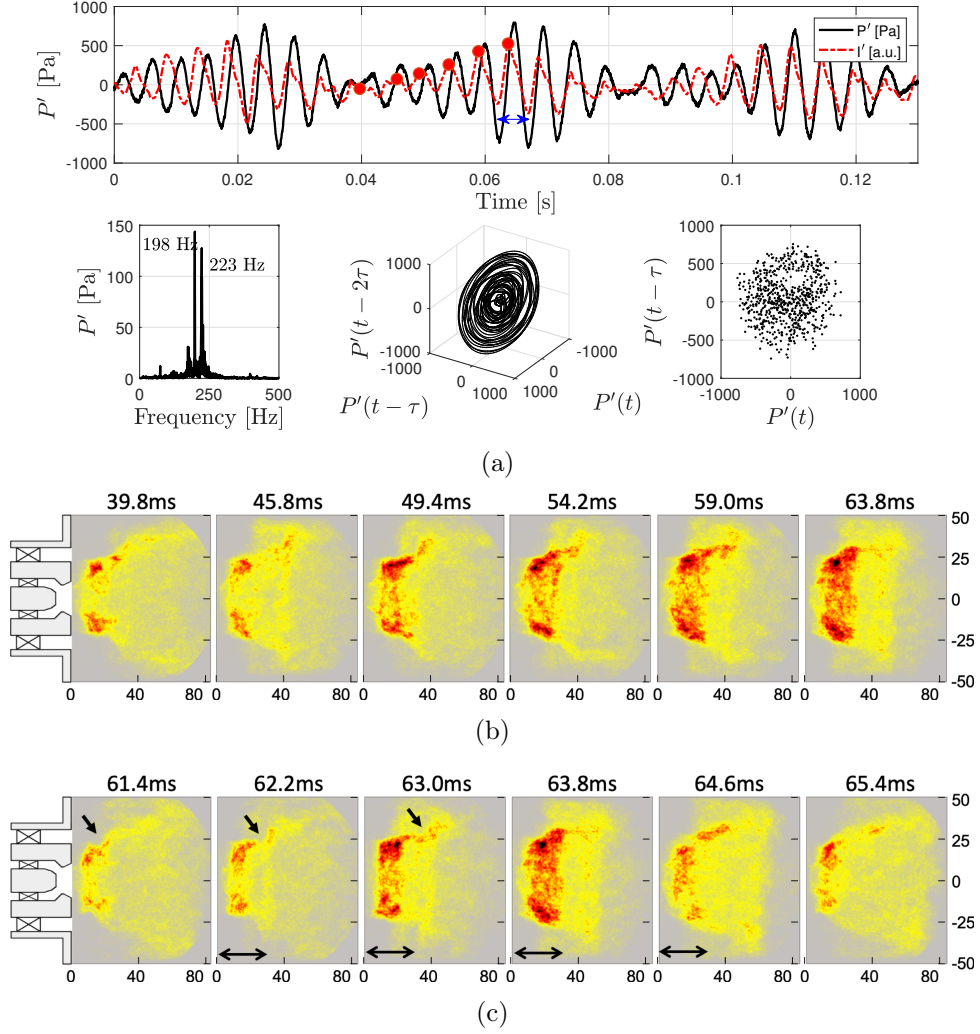 P′ [Pa]
I′ [a.u.]
1000
500
0
-500
-1000
P′ [Pa]
0 0.02 0.04 0.06 0.08 0.1 0.12
Time [s]
150
100
50
0
P′ [Pa]
198 Hz
223 Hz
0 250 500
Frequency [Hz]
1000
0
-1000
P′(t − 2τ)
0
1000
1000
0
-1000
P′(t − τ)
P′(t)
1000
500
0
-500
-1000
P′(t − τ)
-1000 0 1000
P′(t)
(a)
39.8ms 45.8ms 49.4ms 54.2ms 59.0ms 63.8ms
50
25
0
-25
-50
0 40 80 0 40 80 0 40 80 0 40 80 0 40 80 0 40 80
(b)
61.4ms 62.2ms 63.0ms 63.8ms 64.6ms 65.4ms
50
25
0
-25
-50
0 40 80 0 40 80 0 40 80 0 40 80 0 40 80 0 40 80
(c)